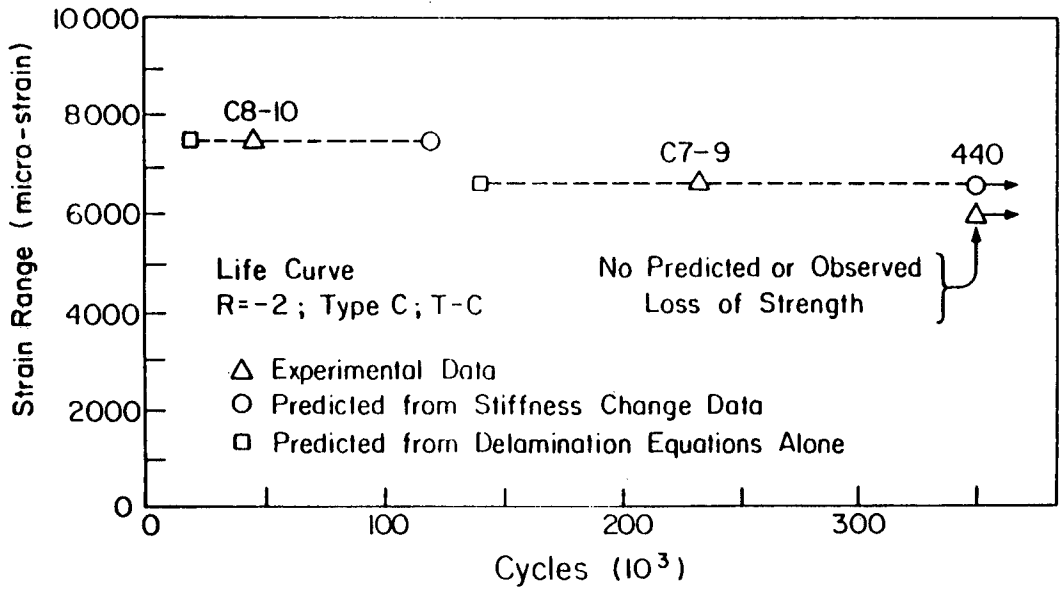 10000
8000
6000
4000
2000
0
Strain Range (micro-strain)
C8-10
C7-9
440
Life Curve
R=-2; Type C; T-C
No Predicted or Observed
Loss of Strength
△ Experimental Data
○ Predicted from Stiffness Change Data
□ Predicted from Delamination Equations Alone
0
100
200
300
Cycles (10³)